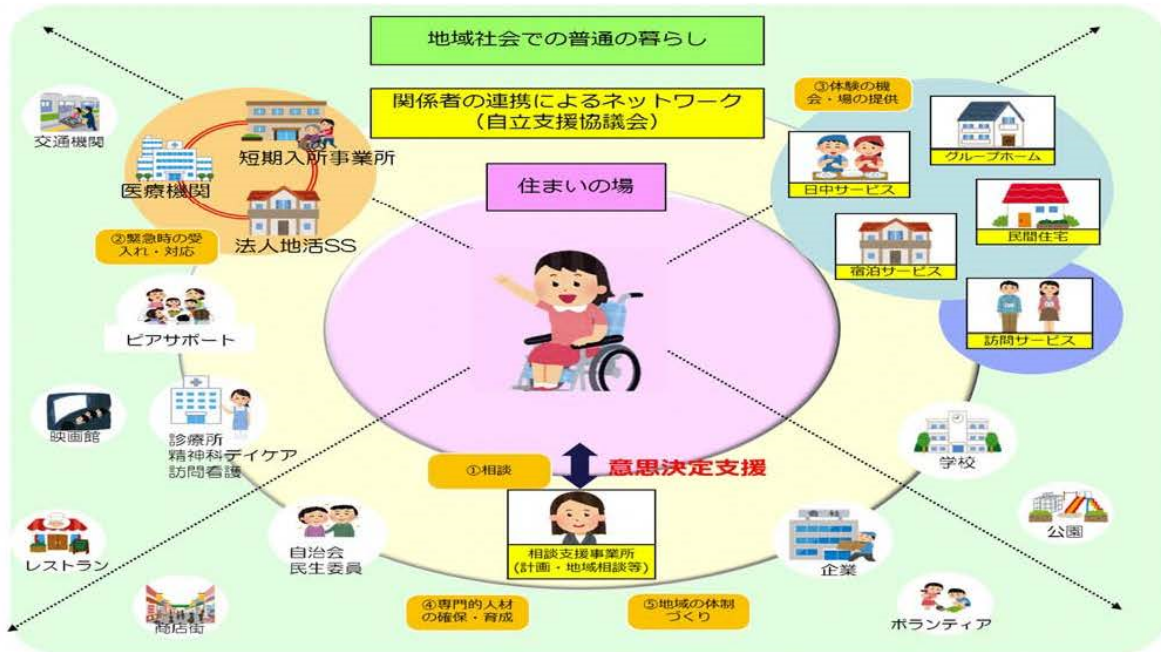 地域社会での普通の暮らし
関係者の連携によるネットワーク
(自立支援協議会)
住まいの場
交通機関
短期入所事業所
医療機関
法人地活SS
②緊急時の受
入れ・対応
③体験の機
会・場の提供
グループホーム
日中サービス
民間住宅
宿泊サービス
訪問サービス
ピアサポート
映画館
診療所
精神科デイケア
訪問看護
①相談
意思決定支援
学校
公園
レストラン
自治会
民生委員
相談支援事業所
(計画・地域相談等)
会社
企業
商店街
④専門的人材
の確保・育成
⑤地域の体制
づくり
ボランティア